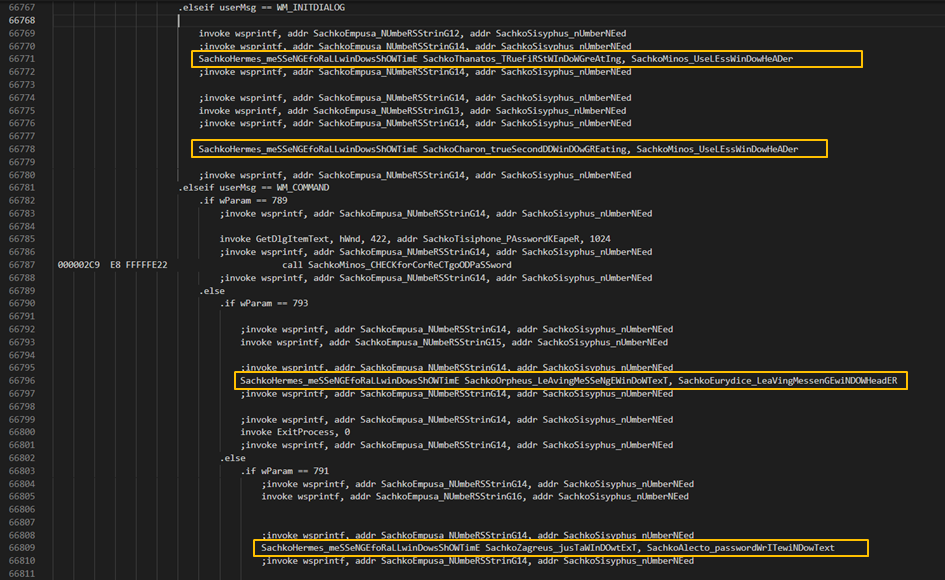 66767 .elseif userMsg == WM_INITDIALOG
66768
66769 invoke wsprintf, addr SachkoEmpusa_NUmbeRSStrinG12, addr SachkoSisyphus_nUmberNEed
66770 ;invoke wsprintf, addr SachkoEmpusa_NUmbeRSStrinG14, addr SachkoSisyphus_nUmberNEed
66771 SachkoHermes_meSSeNGEfoRaLLwinDowsShOWTimE SachkoThanatos_TRueFiRStWInDoWGreAtIng, SachkoMinos_UseLEssWinDowHeADer
66772 ;invoke wsprintf, addr SachkoEmpusa_NUmbeRSStrinG14, addr SachkoSisyphus_nUmberNEed
66773
66774 ;invoke wsprintf, addr SachkoEmpusa_NUmbeRSStrinG14, addr SachkoSisyphus_nUmberNEed
66775 invoke wsprintf, addr SachkoEmpusa_NUmbeRSStrinG13, addr SachkoSisyphus_nUmberNEed
66776 ;invoke wsprintf, addr SachkoEmpusa_NUmbeRSStrinG14, addr SachkoSisyphus_nUmberNEed
66777
66778 SachkoHermes_meSSeNGEfoRaLLwinDowsShOWTimE SachkoCharon_trueSecondDDWinDOwGREating, SachkoMinos_UseLEssWinDowHeADer
66779
66780 ;invoke wsprintf, addr SachkoEmpusa_NUmbeRSStrinG14, addr SachkoSisyphus_nUmberNEed
66781 .elseif userMsg == WM_COMMAND
66782 .if wParam == 789
66783 ;invoke wsprintf, addr SachkoEmpusa_NUmbeRSStrinG14, addr SachkoSisyphus_nUmberNEed
66784
66785 invoke GetDlgItemText, hWnd, 422, addr SachkoTisiphone_PAsswordKEapeR, 1024
66786 ;invoke wsprintf, addr SachkoEmpusa_NUmbeRSStrinG14, addr SachkoSisyphus_nUmberNEed
66787 000002C9 E8 FFFFFE22 call SachkoMinos_CHECKforCorReCTgoODPaSSword
66788 ;invoke wsprintf, addr SachkoEmpusa_NUmbeRSStrinG14, addr SachkoSisyphus_nUmberNEed
66789 .else
66790 .if wParam == 793
66791
66792 ;invoke wsprintf, addr SachkoEmpusa_NUmbeRSStrinG14, addr SachkoSisyphus_nUmberNEed
66793 invoke wsprintf, addr SachkoEmpusa_NUmbeRSStrinG15, addr SachkoSisyphus_nUmberNEed
66794
66795 ;invoke wsprintf, addr SachkoEmpusa_NUmbeRSStrinG14, addr SachkoSisyphus_nUmberNEed
66796 SachkoHermes_meSSeNGEfoRaLLwinDowsShOWTimE SachkoOrpheus_LeAvingMeSSeNgEWinDoWTexT, SachkoEurydice_LeaVingMessenGEwiNDOWHeadER
66797 ;invoke wsprintf, addr SachkoEmpusa_NUmbeRSStrinG14, addr SachkoSisyphus_nUmberNEed
66798
66799 ;invoke wsprintf, addr SachkoEmpusa_NUmbeRSStrinG14, addr SachkoSisyphus_nUmberNEed
66800 invoke ExitProcess, 0
66801 ;invoke wsprintf, addr SachkoEmpusa_NUmbeRSStrinG14, addr SachkoSisyphus_nUmberNEed
66802 .else
66803 .if wParam == 791
66804 ;invoke wsprintf, addr SachkoEmpusa_NUmbeRSStrinG14, addr SachkoSisyphus_nUmberNEed
66805 invoke wsprintf, addr SachkoEmpusa_NUmbeRSStrinG16, addr SachkoSisyphus_nUmberNEed
66806
66807
66808 ;invoke wsprintf, addr SachkoEmpusa_NUmbeRSStrinG14, addr SachkoSisyphus_nUmberNEed
66809 SachkoHermes_meSSeNGEfoRaLLwinDowsShOWTimE SachkoZagreus_jusTaWInDOwtExT, SachkoAlecto_passwordWrITewiNDowText
66810 ;invoke wsprintf, addr SachkoEmpusa_NUmbeRSStrinG14, addr SachkoSisyphus_nUmberNEed
66811